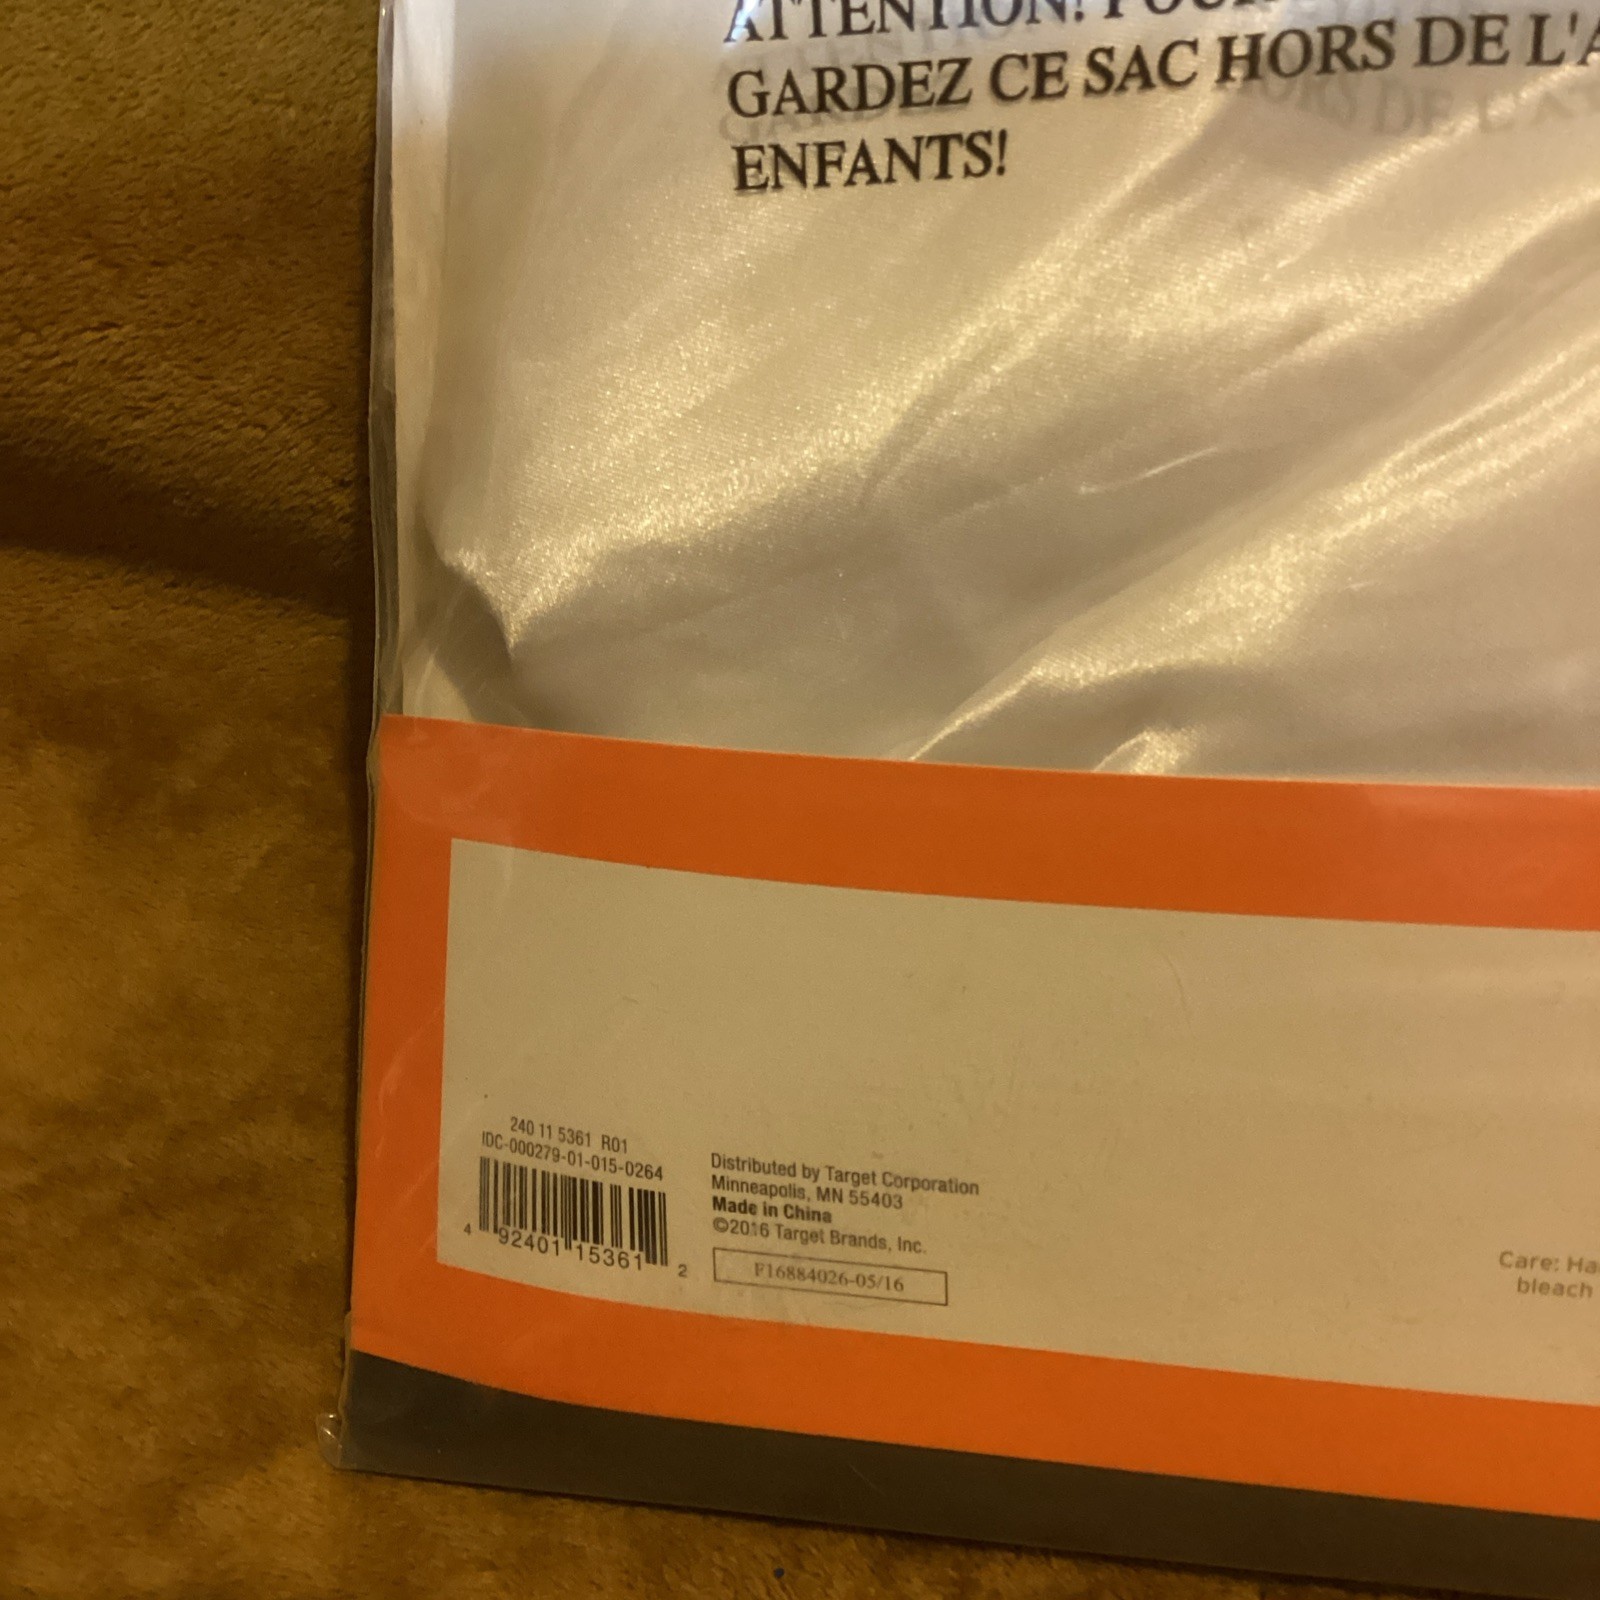 ATTENTION!
GARDEZ CE SAC HORS DE L'A
ENFANTS!
240 11 5361 R01
IDC-000279-01-015-0264
4 92401 15361 2
Distributed by Target Corporation
Minneapolis, MN 55403
Made in China
©2016 Target Brands, Inc.
F16884026-05/16
Care: Ha
bleach